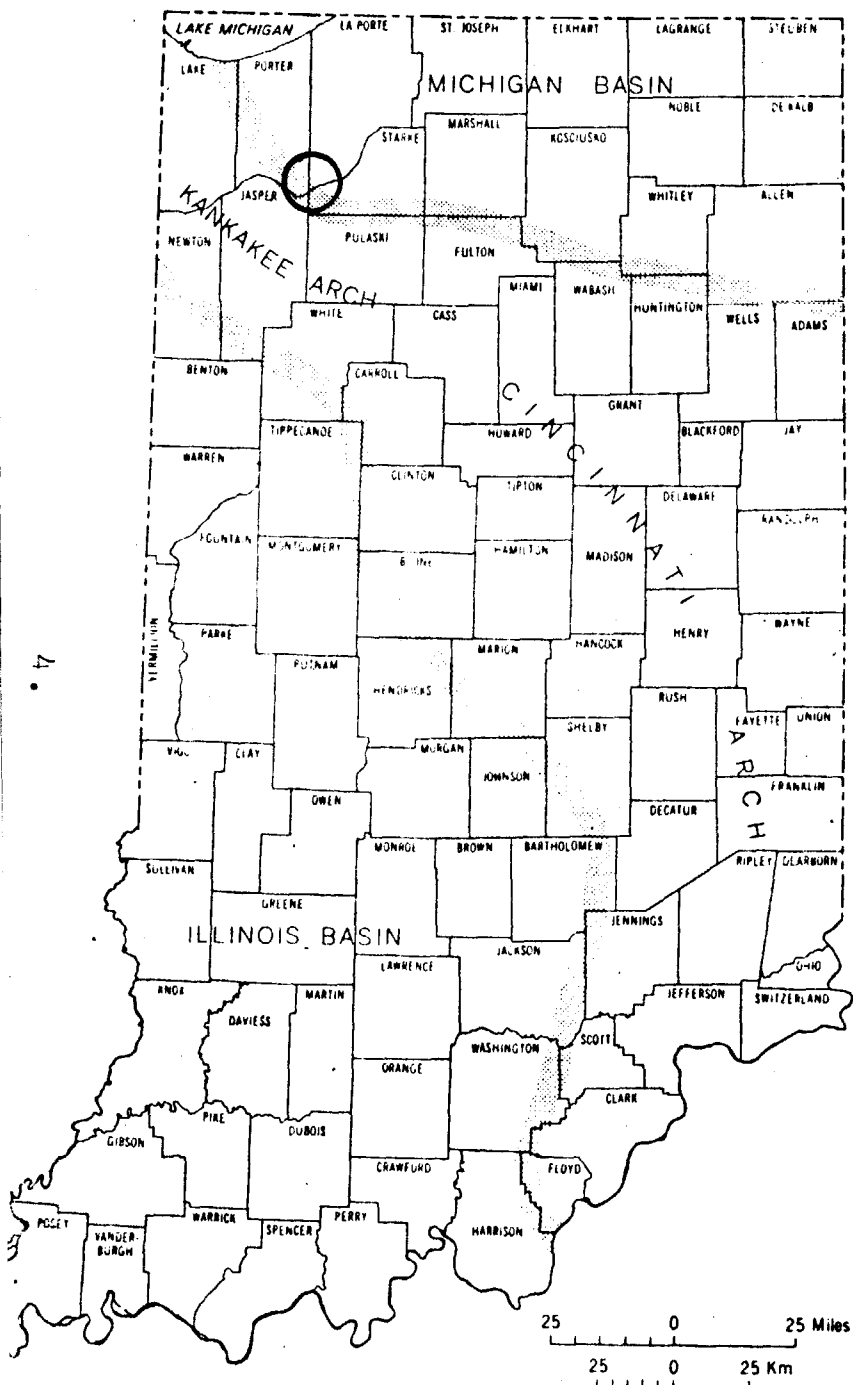 LAKE MICHIGAN
LA PORTE
ST. JOSEPH
ELKHART
LAGRANGE
STEUBEN
LAKE
PORTER
MICHIGAN BASIN
NOBLE
DE KALB
MARSHALL
STARKE
KOSCIUSKO
JASPER
WHITLEY
ALLEN
KANKAKEE ARCH
NEWTON
PULASKI
FULTON
MIAMI
WABASH
HUNTINGTON
WELLS
ADAMS
WHITE
CASS
BENTON
CARROLL
CINCINNATI ARCH
GRANT
TIPPECANOE
HOWARD
BLACKFORD
JAY
WARREN
CLINTON
TIPTON
DELAWARE
RANDOLPH
FOUNTAIN
MONTGOMERY
HAMILTON
MADISON
HENRY
WAYNE
VERMILLION
PARKE
MARION
HANCOCK
PUTNAM
4.
HENDRICKS
RUSH
FAYETTE
UNION
SHELBY
VIGO
CLAY
MORGAN
JOHNSON
FRANKLIN
OWEN
DECATUR
MONROE
BROWN
BARTHOLOMEW
RIPLEY
DEARBORN
SULLIVAN
GREENE
JENNINGS
ILLINOIS BASIN
JACKSON
LAWRENCE
OHIO
KNOX
MARTIN
JEFFERSON
SWITZERLAND
DAVIESS
WASHINGTON
SCOTT
ORANGE
CLARK
PIKE
DUBOIS
GIBSON
CRAWFORD
FLOYD
POSEY
VANDER-
BURGH
WARRICK
SPENCER
PERRY
HARRISON
25 0 25 Miles
25 0 25 Km